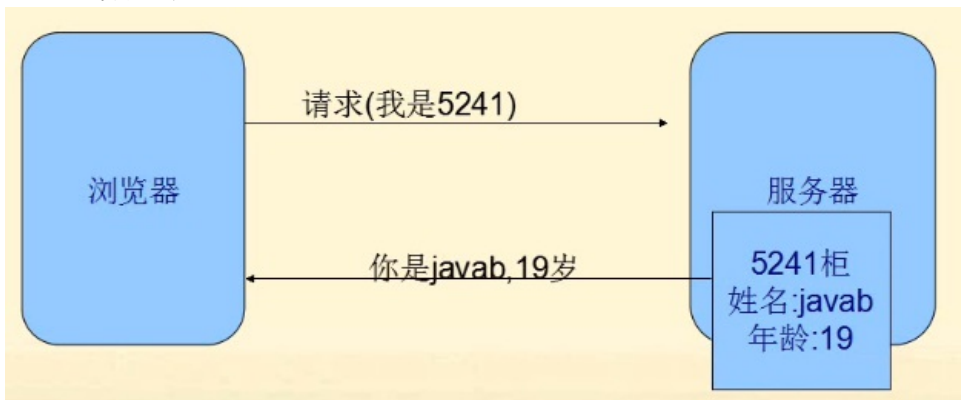 请求(我是5241)
浏览器
服务器
你是javab,19岁
5241柜
姓名:javab
年龄:19